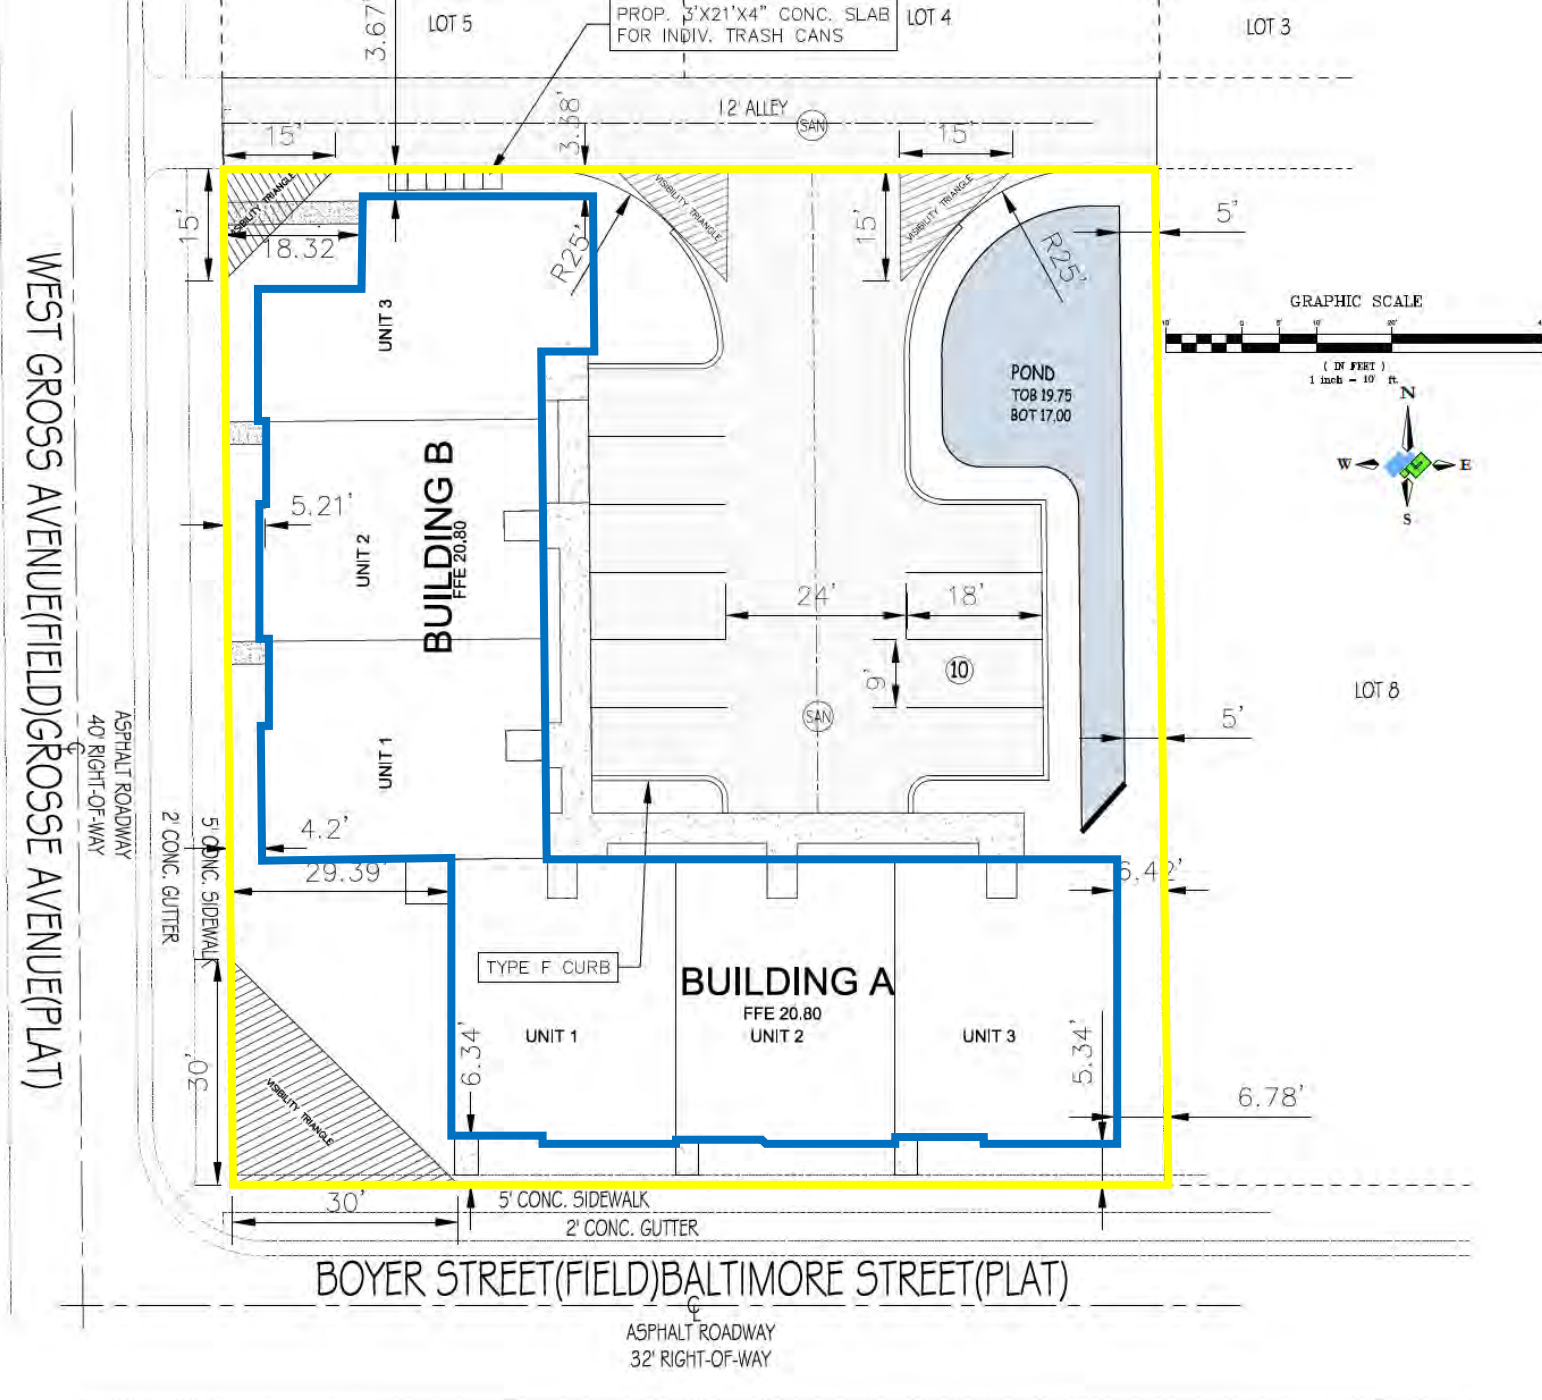 PROP. 3'X21'X4" CONC. SLAB
FOR INDIV. TRASH CANS
LOT 5
LOT 4
LOT 3
3.67'
12' ALLEY
SAN
15'
3.38'
15'
VISIBILITY TRIANGLE
VISIBILITY TRIANGLE
VISIBILITY TRIANGLE
15'
15'
18.32'
R25'
R25'
5'
UNIT 3
GRAPHIC SCALE
10'
0
5'
10'
20'
( IN FEET )
1 inch = 10' ft.
N
W
E
S
POND
TOB 19.75
BOT 17.00
WEST GROSS AVENUE(FIELD)GROSSE AVENUE(PLAT)
5.21'
UNIT 2
BUILDING B
FFE 20.80
24'
18'
9'
10
LOT 8
SAN
5'
UNIT 1
ASPHALT ROADWAY
40' RIGHT-OF-WAY
5' CONC. SIDEWALK
2' CONC. GUTTER
4.2'
29.39'
6.42'
TYPE F CURB
BUILDING A
FFE 20.80
UNIT 1
UNIT 2
UNIT 3
6.34'
5.34'
6.78'
30'
VISIBILITY TRIANGLE
30'
5' CONC. SIDEWALK
2' CONC. GUTTER
BOYER STREET(FIELD)BALTIMORE STREET(PLAT)
ASPHALT ROADWAY
32' RIGHT-OF-WAY